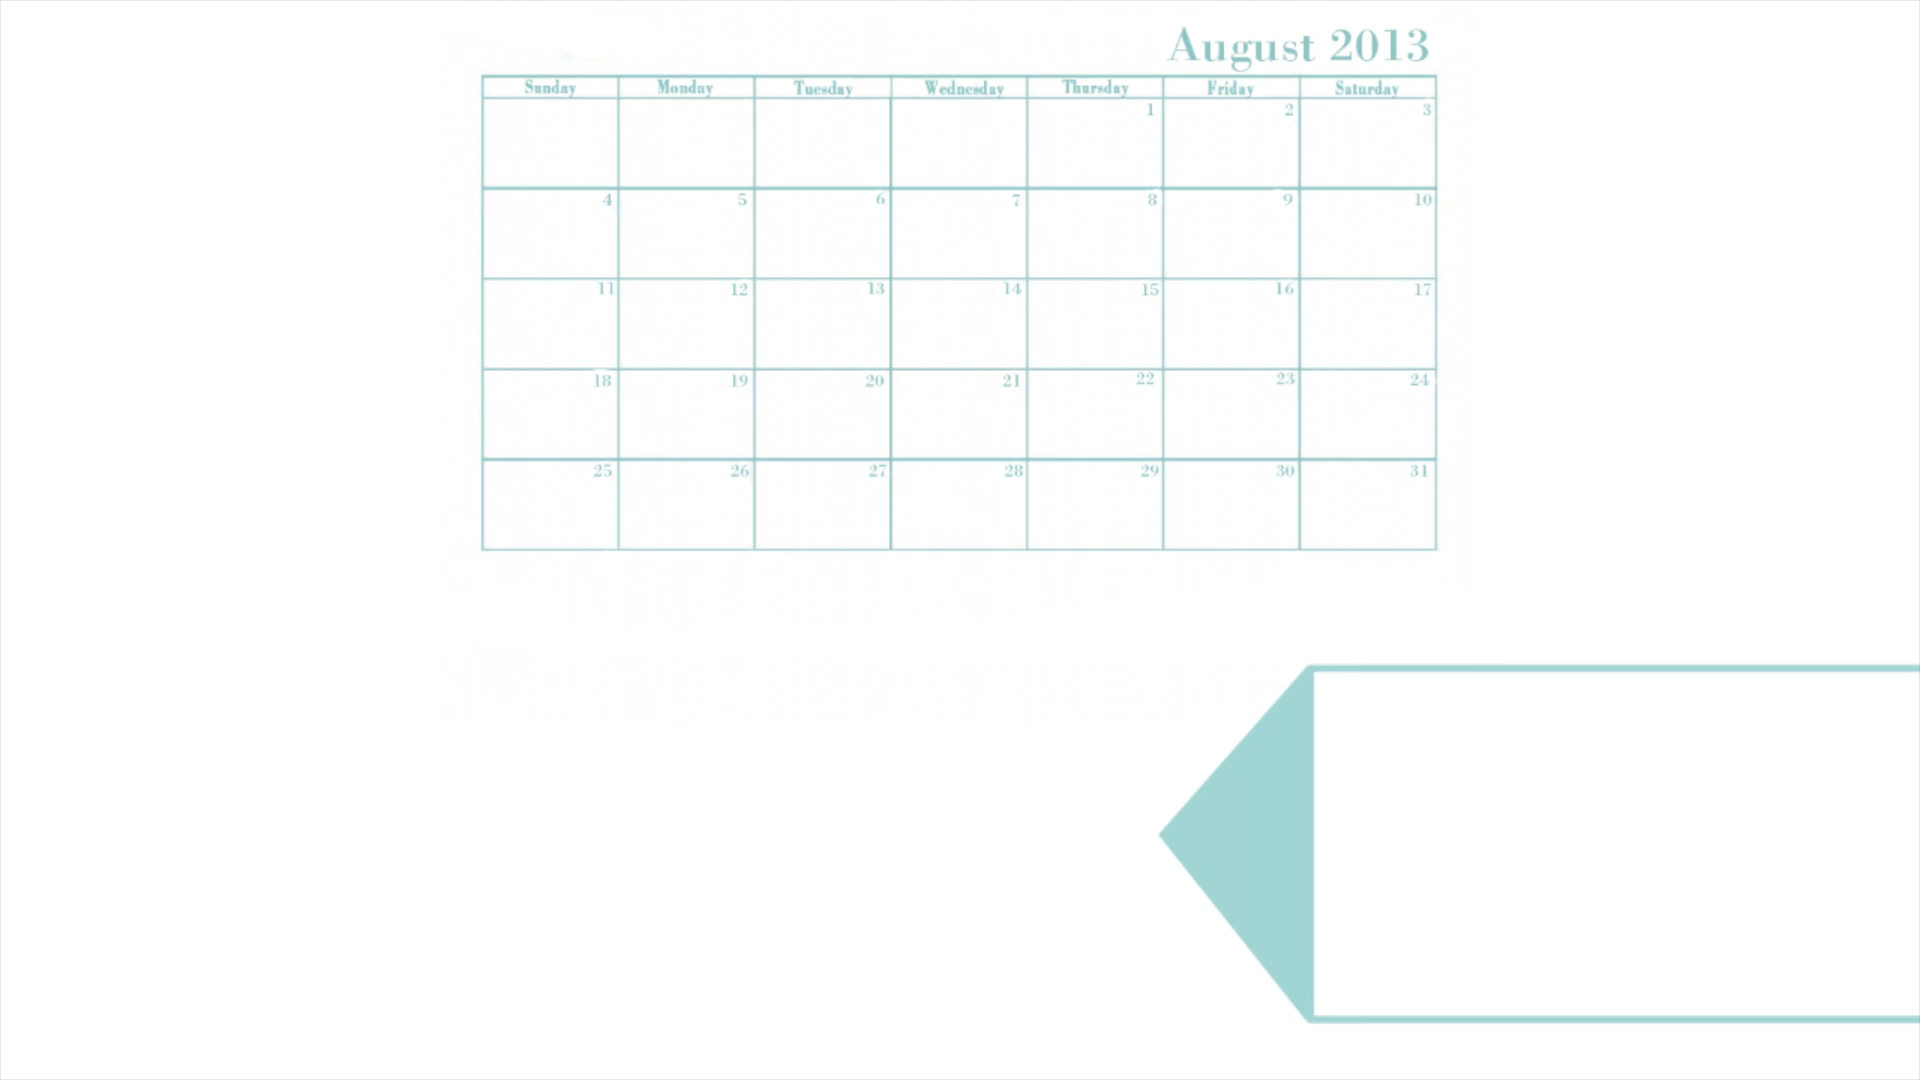 August 2013
Sunday Monday Tuesday Wednesday Thursday Friday Saturday
1 2 3
4 5 6 7 8 9 10
11 12 13 14 15 16 17
18 19 20 21 22 23 24
25 26 27 28 29 30 31